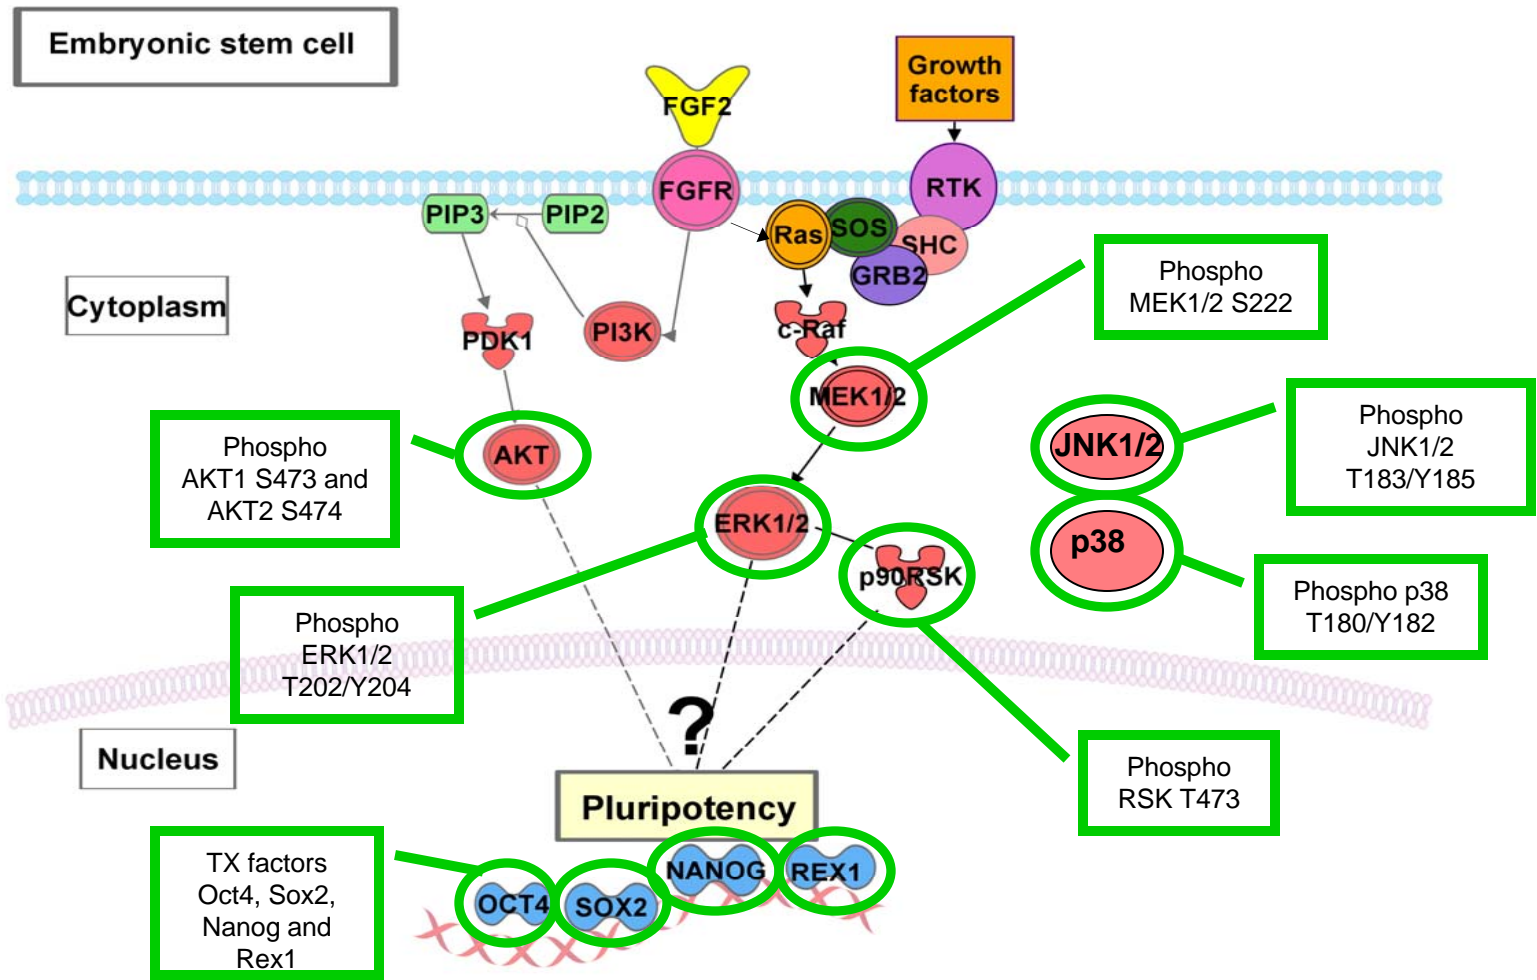 Embryonic stem cell
Growth
factors
FGF2
FGFR
RTK
PIP3
PIP2
Ras
SOS
SHC
GRB2
Cytoplasm
PDK1
PI3K
c-Raf
MEK1/2
Phospho
MEK1/2 S222
AKT
Phospho
AKT1 S473 and
AKT2 S474
JNK1/2
Phospho
JNK1/2
T183/Y185
ERK1/2
p38
p90RSK
Phospho p38
T180/Y182
Phospho
ERK1/2
T202/Y204
?
Nucleus
Pluripotency
Phospho
RSK T473
TX factors
Oct4, Sox2,
Nanog and
Rex1
OCT4
SOX2
NANOG
REX1